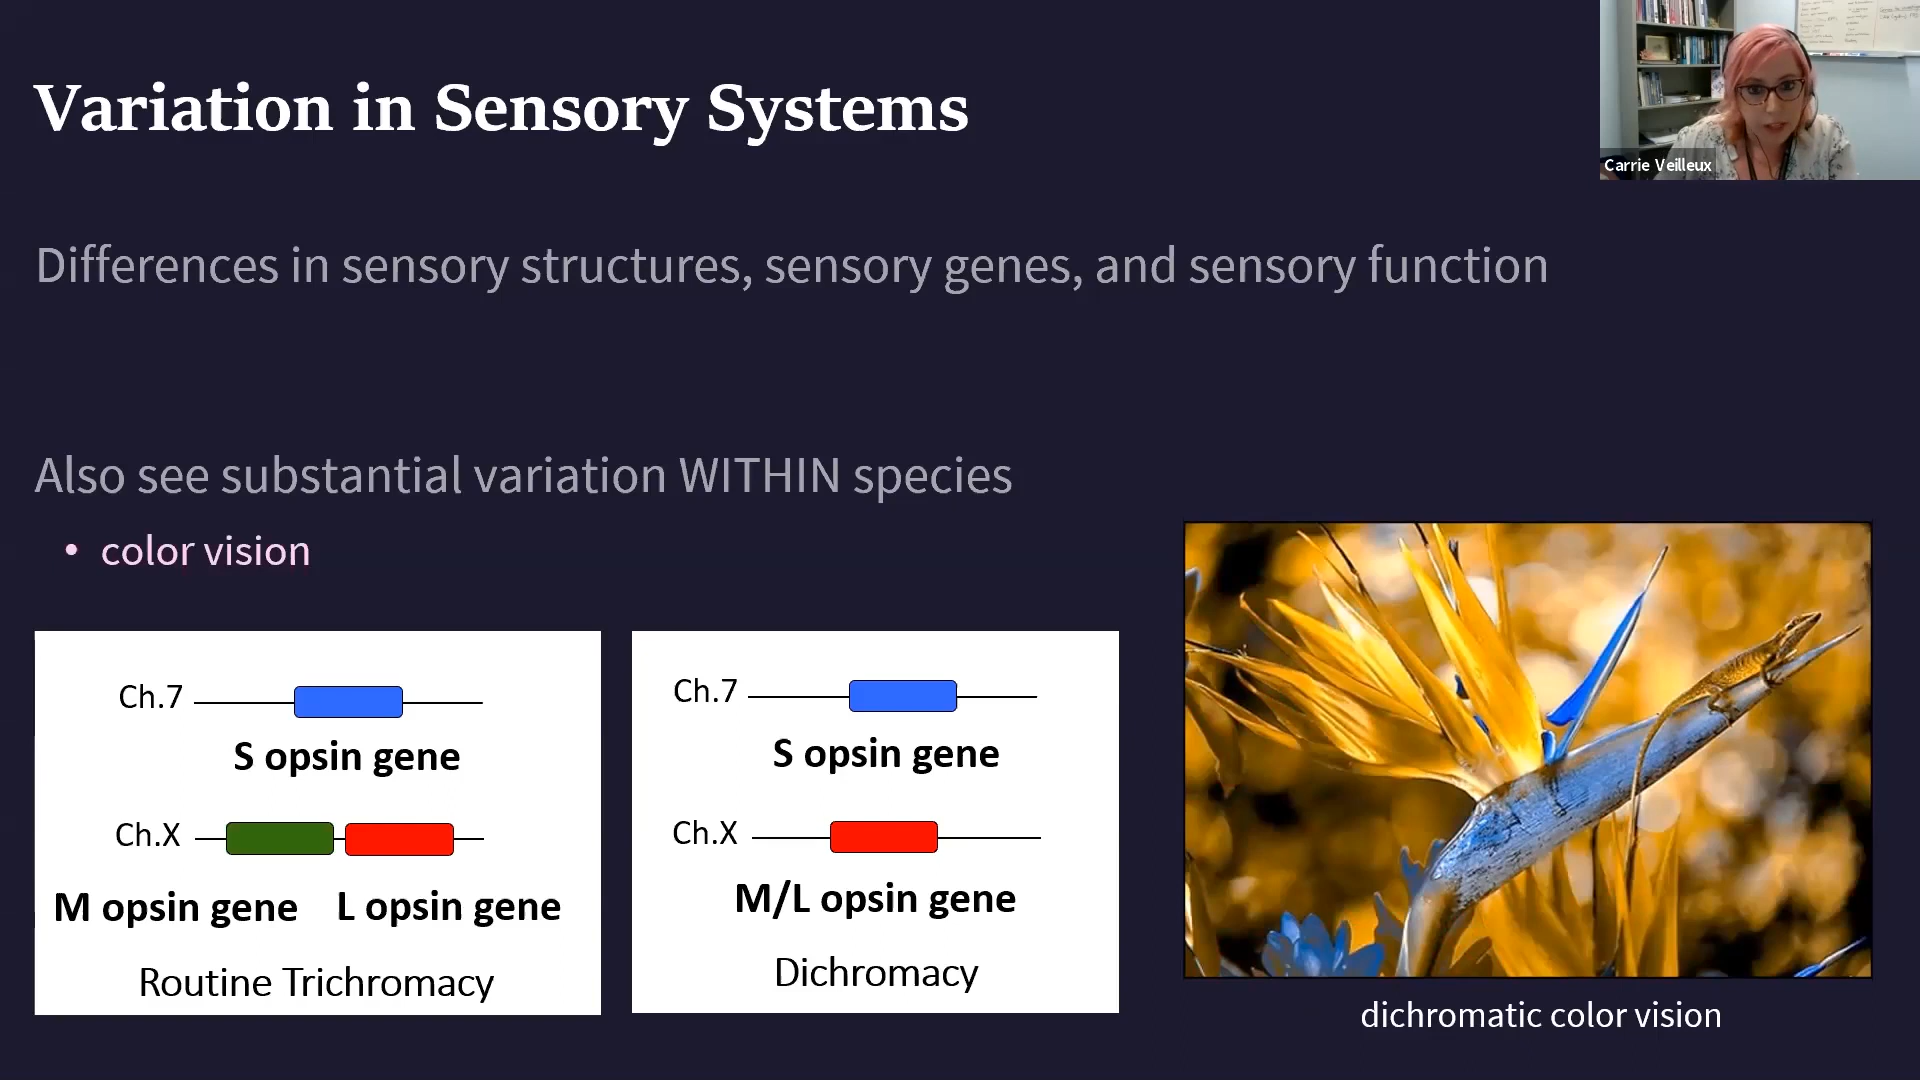 Variation in Sensory Systems
Carrie Veilleux
Differences in sensory structures, sensory genes, and sensory function
Also see substantial variation WITHIN species
• color vision
Ch.7
S opsin gene
Ch.X
M opsin gene L opsin gene
Routine Trichromacy
Ch.7
S opsin gene
Ch.X
M/L opsin gene
Dichromacy
dichromatic color vision